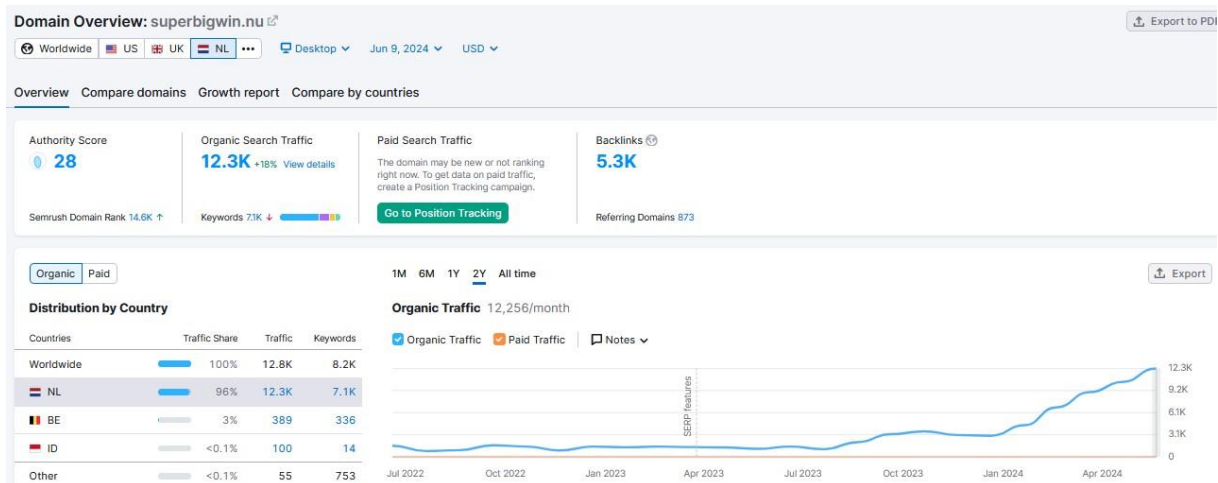 Domain Overview: superbigwin.nu
Export to PDF
Worldwide US UK NL ••• Desktop Jun 9, 2024 USD
Overview Compare domains Growth report Compare by countries
Authority Score
28
Semrush Domain Rank 14.6K ↑
Organic Search Traffic
12.3K +18% View details
Keywords 7.1K ↓
Paid Search Traffic
The domain may be new or not ranking
right now. To get data on paid traffic,
create a Position Tracking campaign.
Go to Position Tracking
Backlinks
5.3K
Referring Domains 873
Organic Paid
Distribution by Country
Countries Traffic Share Traffic Keywords
Worldwide 100% 12.8K 8.2K
NL 96% 12.3K 7.1K
BE 3% 389 336
ID <0.1% 100 14
Other <0.1% 55 753
1M 6M 1Y 2Y All time
Export
Organic Traffic 12,256/month
Organic Traffic Paid Traffic Notes
SERP features
12.3K
9.2K
6.1K
3.3K
0
Jul 2022 Oct 2022 Jan 2023 Apr 2023 Jul 2023 Oct 2023 Jan 2024 Apr 2024